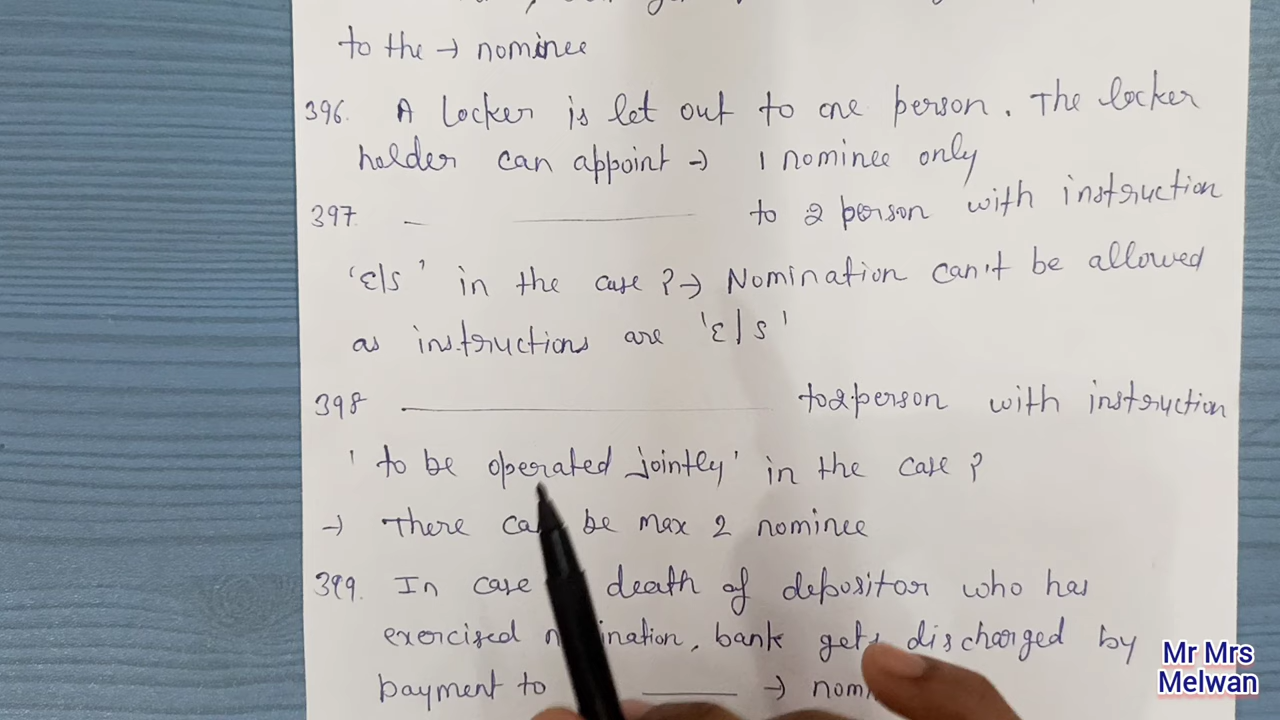 to the → nominee
396. A Locker is let out to one person. The locker
holder can appoint → 1 nominee only
397. — ———— to 2 person with instruction
'E/S' in the case ? → Nomination can't be allowed
as instructions are 'E/S'
398 ———— to 2 person with instruction
' to be operated jointly' in the case ?
→ There can be max 2 nominee
399. In case death of depositor who has
exercised nomination, bank gets discharged by
payment to ____ →
Mr Mrs
Melwan